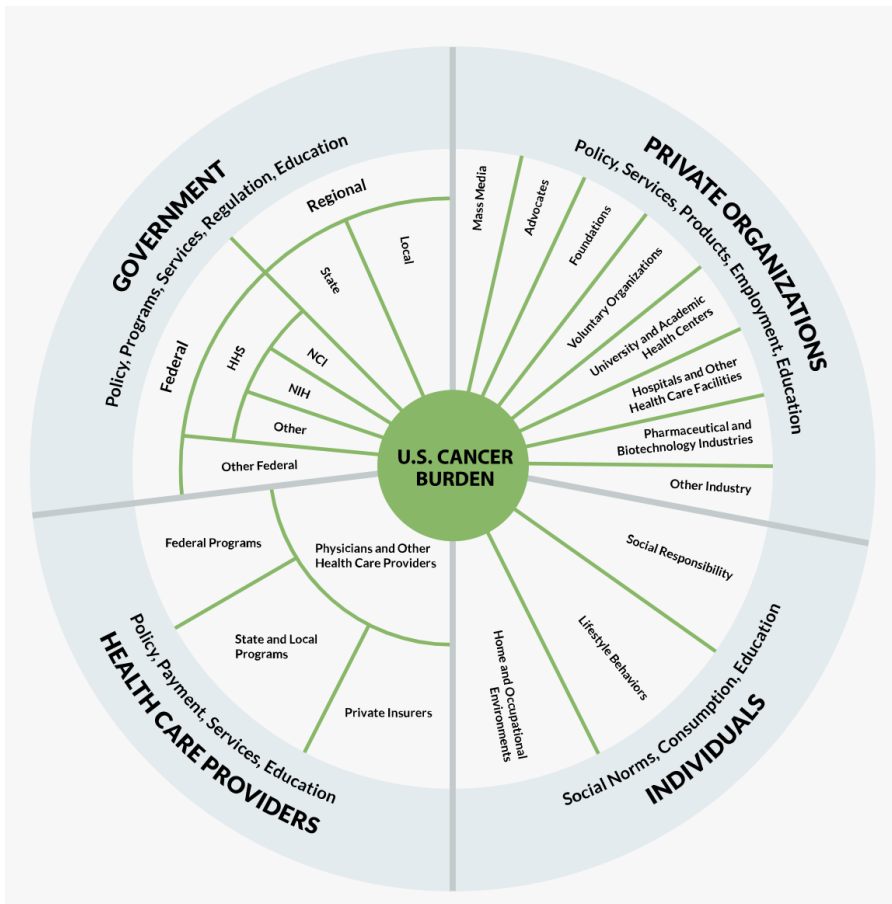 GOVERNMENT
Policy, Programs, Services, Regulation, Education
Regional
Local
State
Federal
HHS
NCI
NIH
Other
Other Federal
PRIVATE ORGANIZATIONS
Policy, Services, Products, Employment, Education
Mass Media
Advocates
Foundations
Voluntary Organizations
University and Academic
Health Centers
Hospitals and Other
Health Care Facilities
Pharmaceutical and
Biotechnology Industries
Other Industry
U.S. CANCER
BURDEN
Federal Programs
Physicians and Other
Health Care Providers
State and Local
Programs
Private Insurers
Policy, Payment, Services, Education
HEALTH CARE PROVIDERS
Social Responsibility
Lifestyle Behaviors
Home and Occupational
Environments
Social Norms, Consumption, Education
INDIVIDUALS